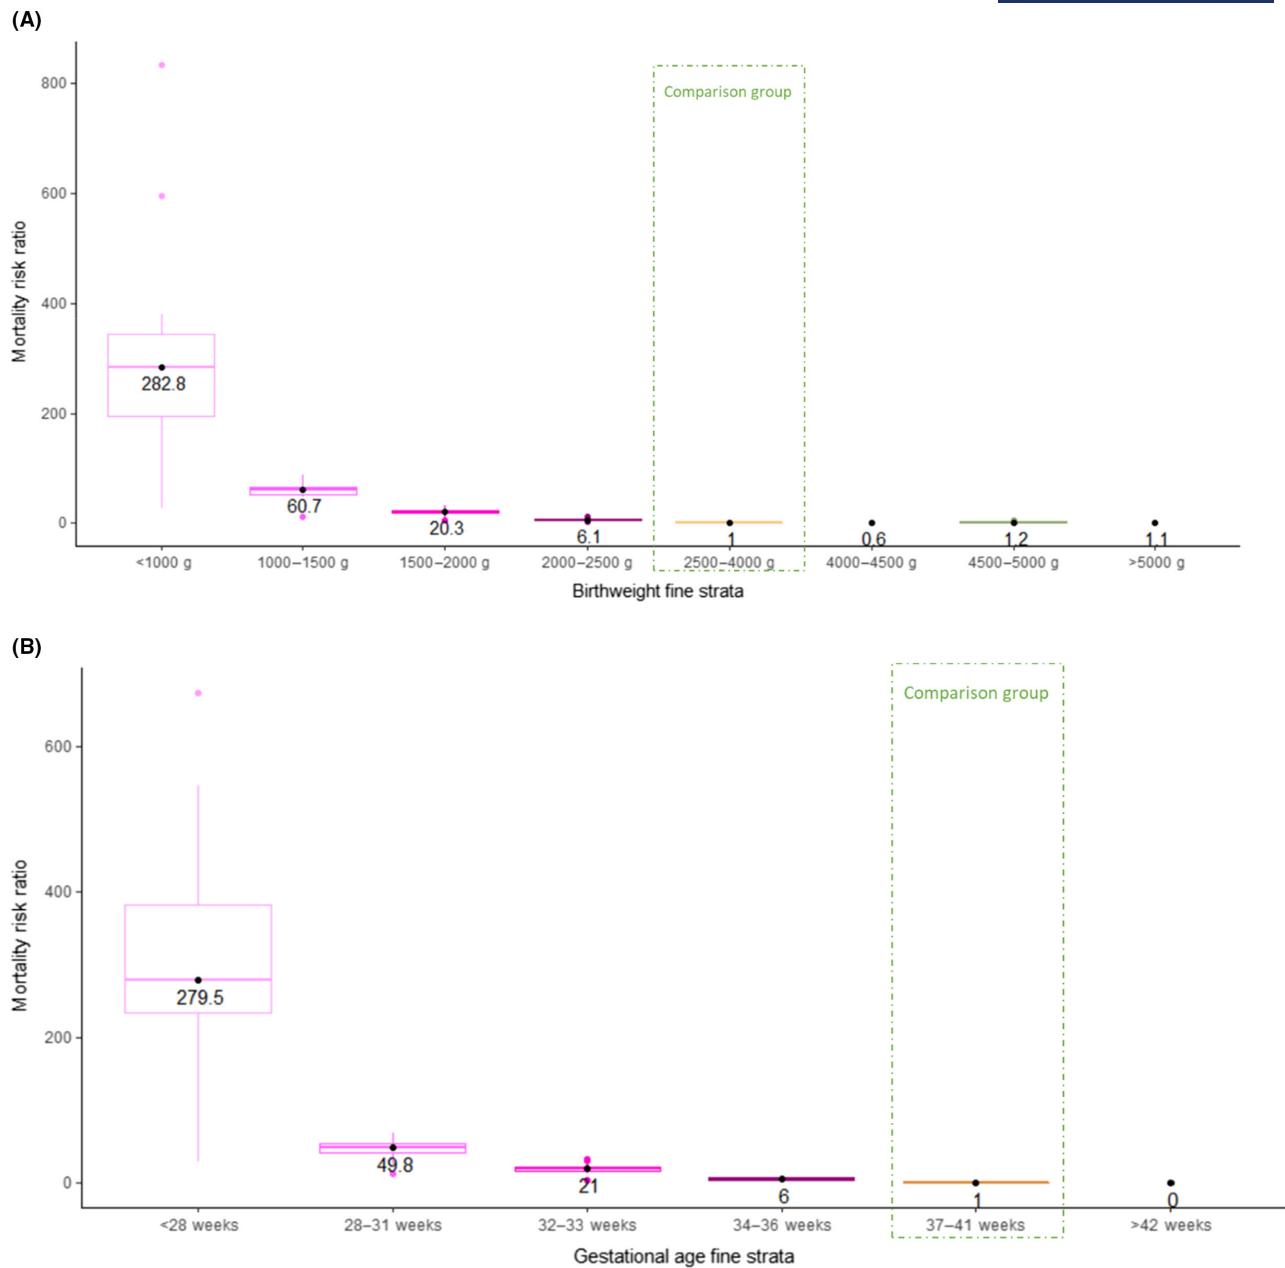 (A)
800
Comparison group
600
Mortality risk ratio
400
282.8
200
60.7
20.3
6.1
1
0.6
1.2
1.1
0
<1000 g
1000–1500 g
1500–2000 g
2000–2500 g
2500–4000 g
4000–4500 g
4500–5000 g
>5000 g
Birthweight fine strata
(B)
Comparison group
600
400
Mortality risk ratio
279.5
200
49.8
21
6
1
0
0
<28 weeks
28–31 weeks
32–33 weeks
34–36 weeks
37–41 weeks
>42 weeks
Gestational age fine strata